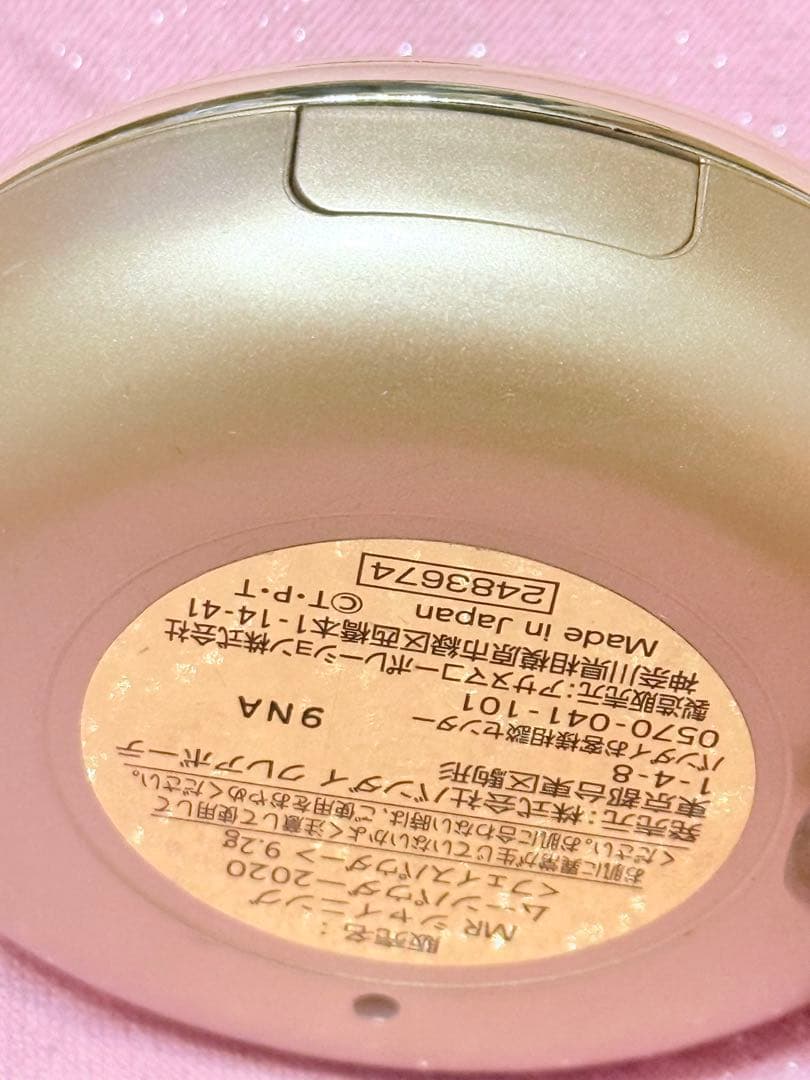 販売名：
MR シャイニング
ムーンパウダー2020
＜フェイスパウダー＞ 9.2g
お肌に異常が生じていないかよく注意して使用して
ください。お肌に合わない時は、ご使用をおやめください。
発売元：株式会社バンダイ クレアボーテ
東京都台東区駒形
1-4-8
バンダイお客様相談センター
0570-041-101
9NA
製造販売元：アサヌマコーポレーション株式会社
神奈川県相模原市緑区西橋本1-14-41
Made in Japan ©T・P・T
2483674